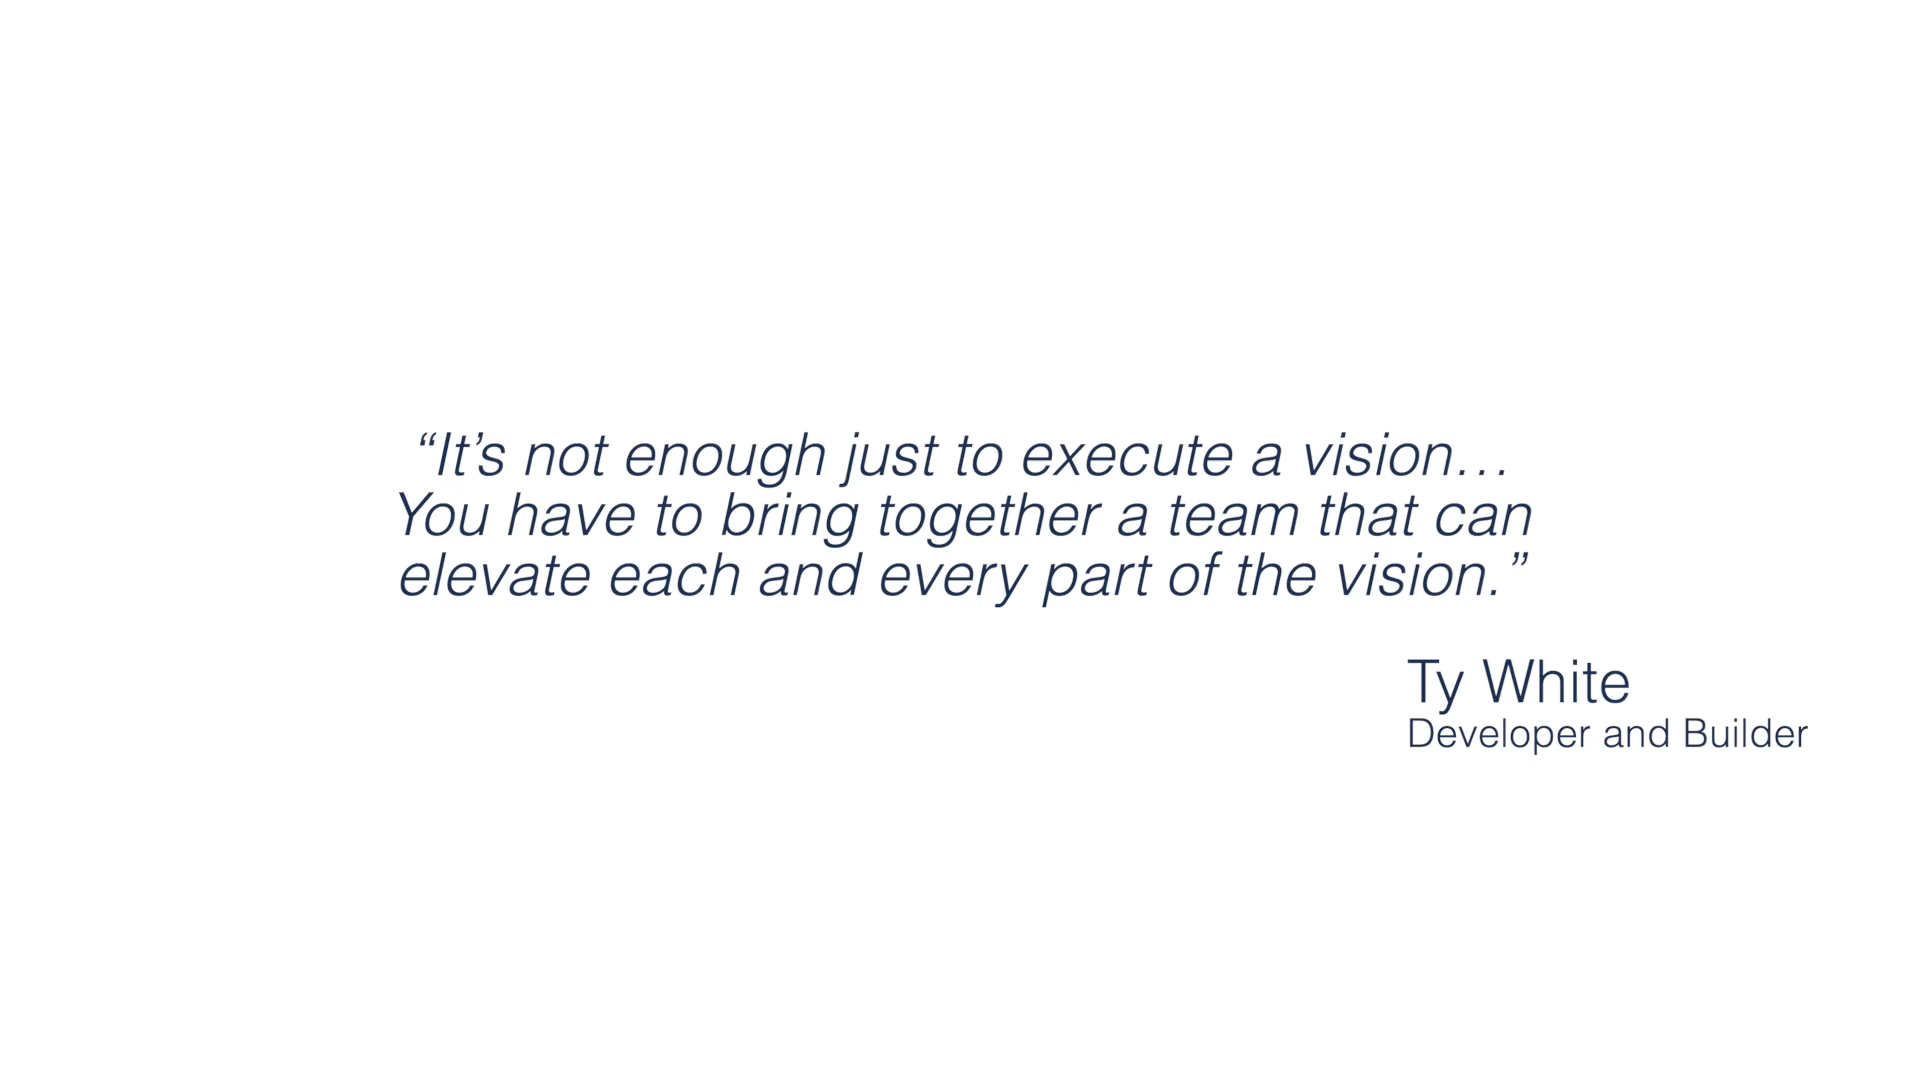 “It’s not enough just to execute a vision…
You have to bring together a team that can
elevate each and every part of the vision.”
Ty White
Developer and Builder